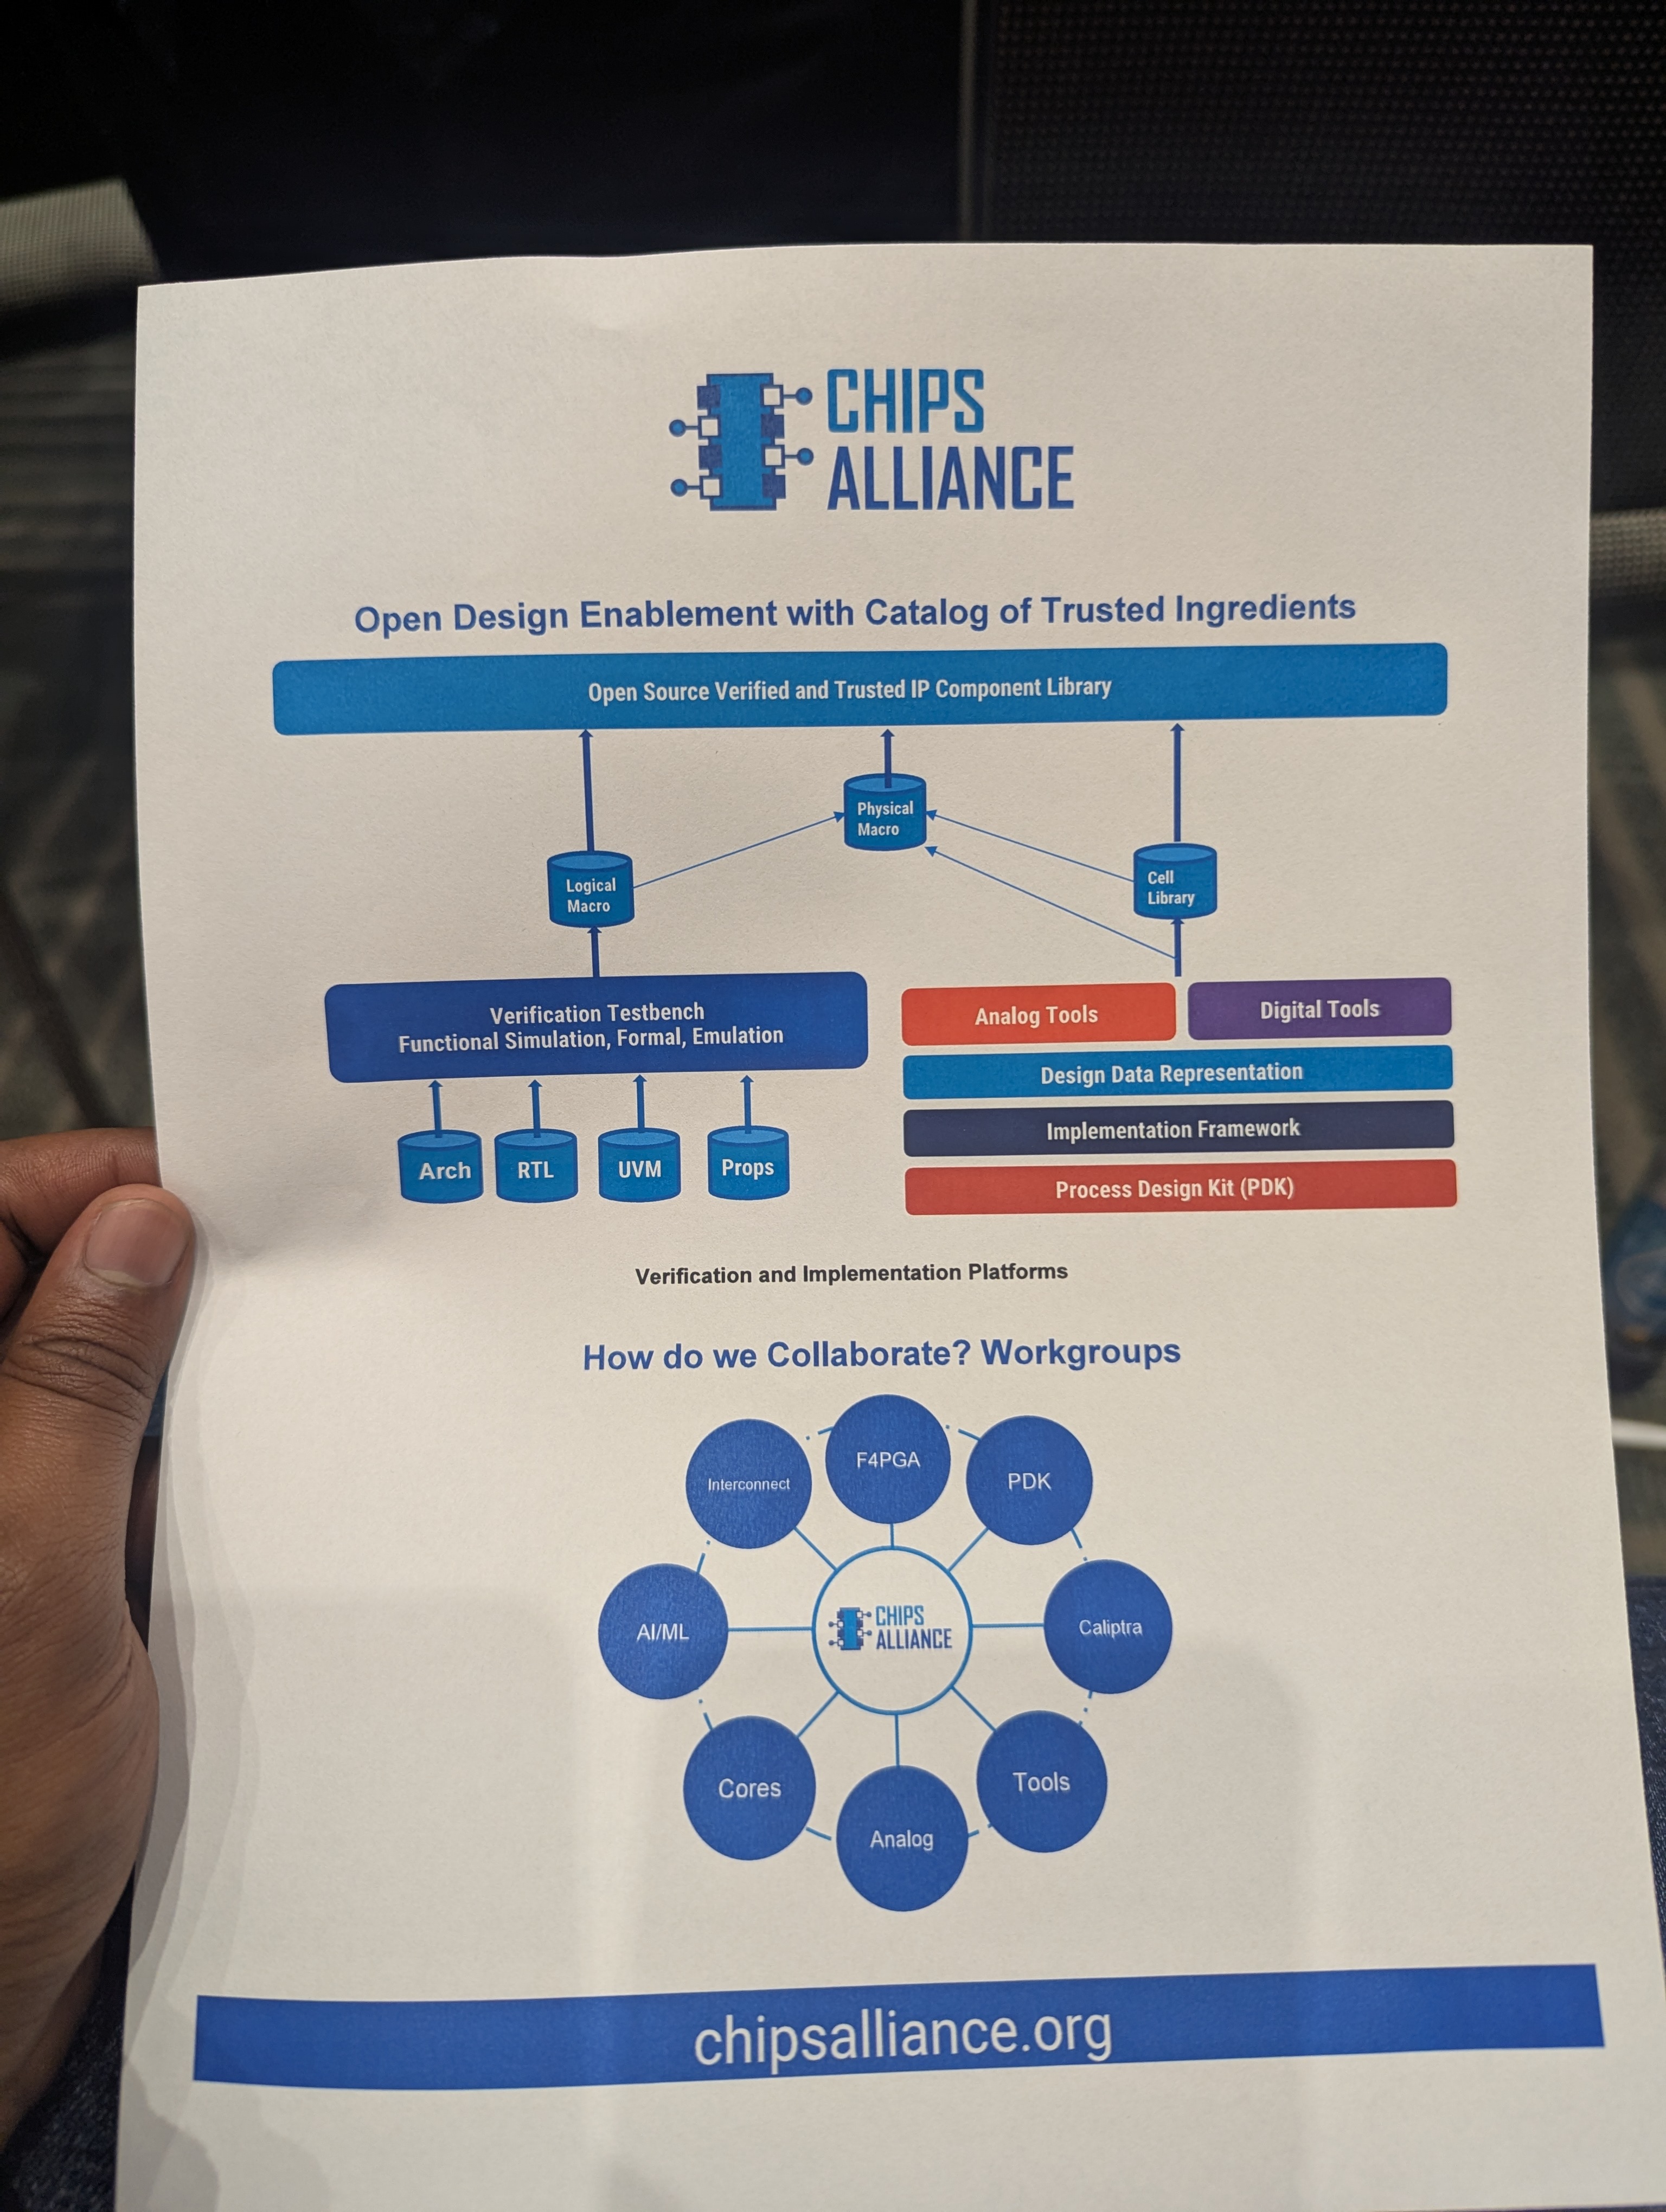 CHIPS
ALLIANCE
Open Design Enablement with Catalog of Trusted Ingredients
Open Source Verified and Trusted IP Component Library
Physical
Macro
Logical
Macro
Cell
Library
Verification Testbench
Functional Simulation, Formal, Emulation
Analog Tools
Digital Tools
Design Data Representation
Implementation Framework
Process Design Kit (PDK)
Arch
RTL
UVM
Props
Verification and Implementation Platforms
How do we Collaborate? Workgroups
F4PGA
Interconnect
PDK
AI/ML
CHIPS
ALLIANCE
Caliptra
Cores
Tools
Analog
chipsalliance.org